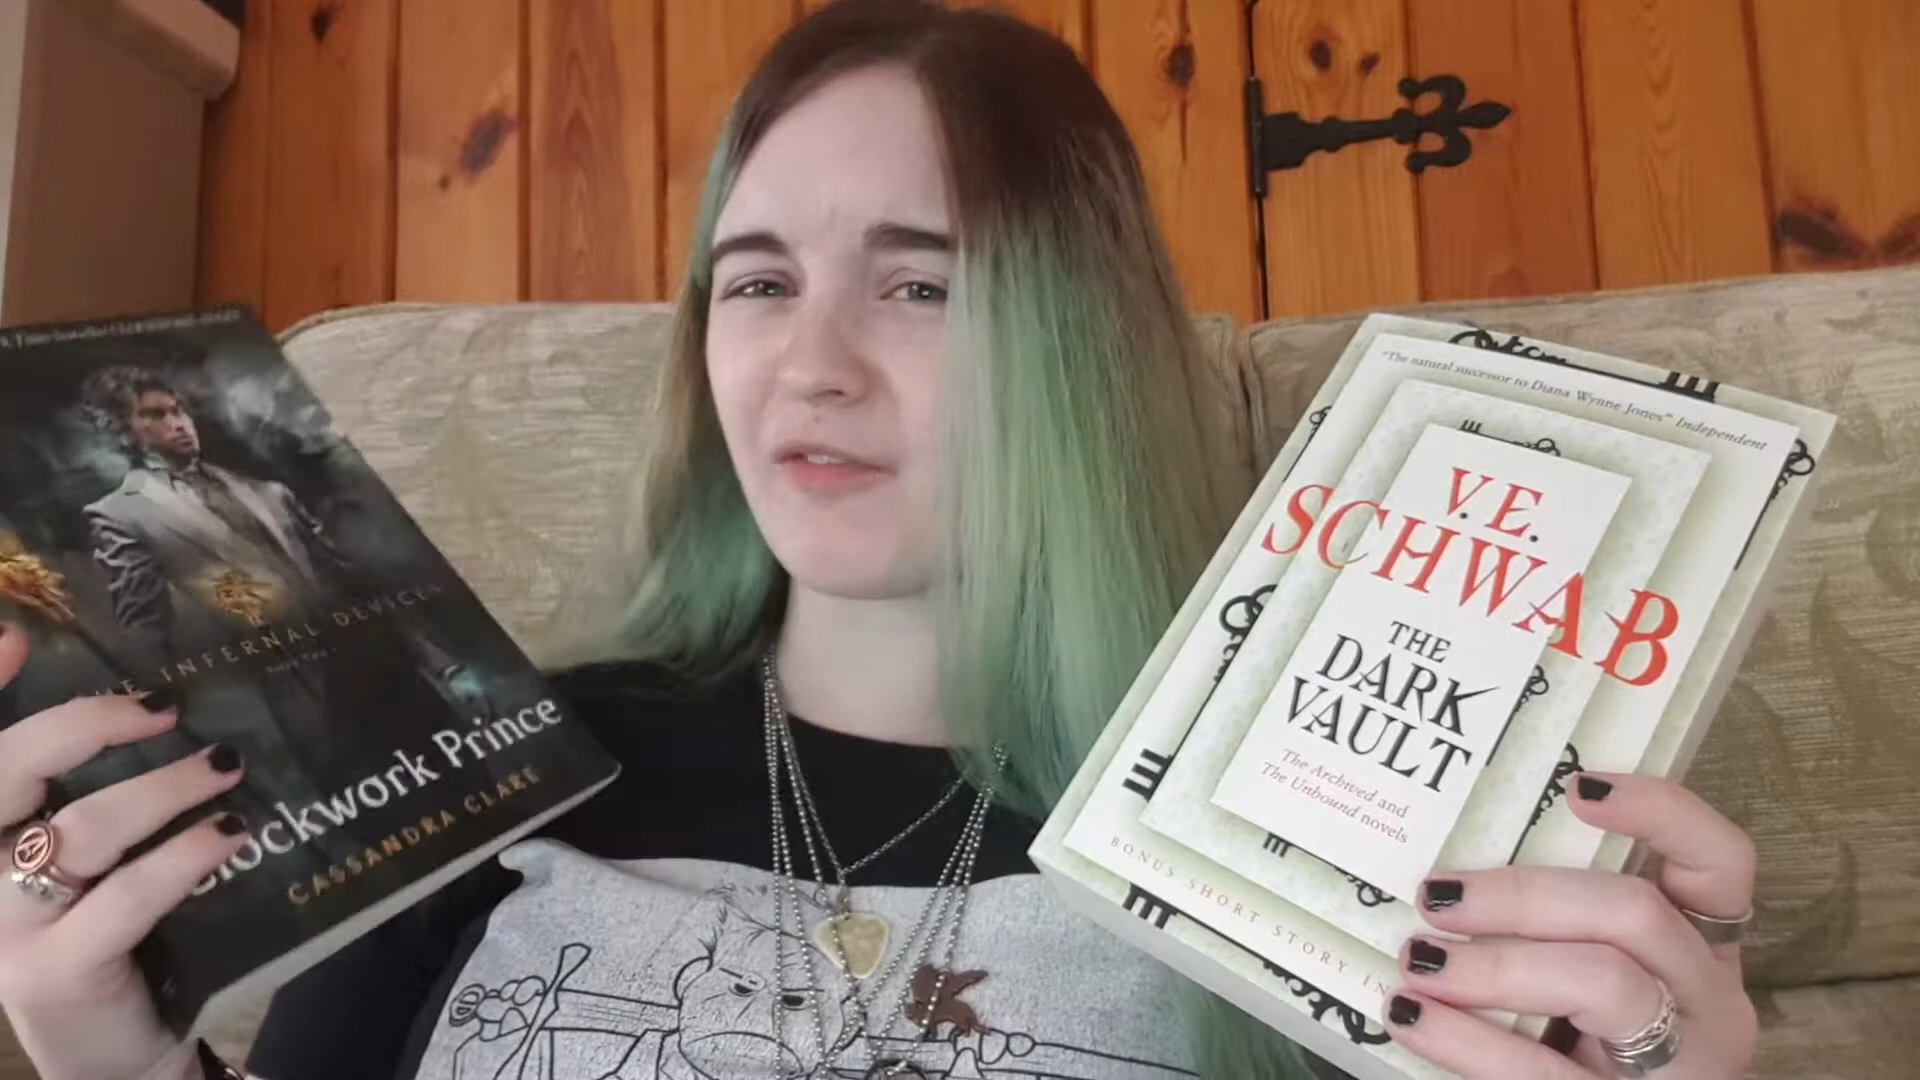 THE INFERNAL DEVICES
Clockwork Prince
CASSANDRA CLARE
"The natural successor to Diana Wynne Jones" Independent
V.E.
SCHWAB
THE
DARK
VAULT
The Archived and
The Unbound novels
BONUS SHORT STORY IN